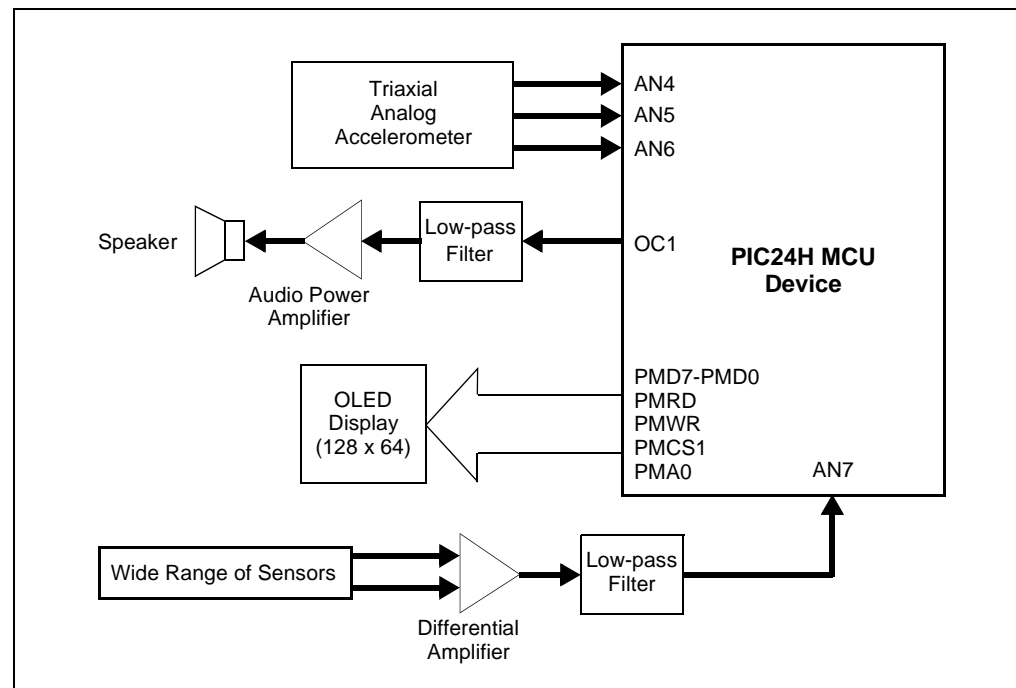 Triaxial
Analog
Accelerometer
AN4
AN5
AN6
Speaker
Audio Power
Amplifier
Low-pass
Filter
OC1
PIC24H MCU
Device
OLED
Display
(128 x 64)
PMD7-PMD0
PMRD
PMWR
PMCS1
PMA0
AN7
Wide Range of Sensors
Differential
Amplifier
Low-pass
Filter